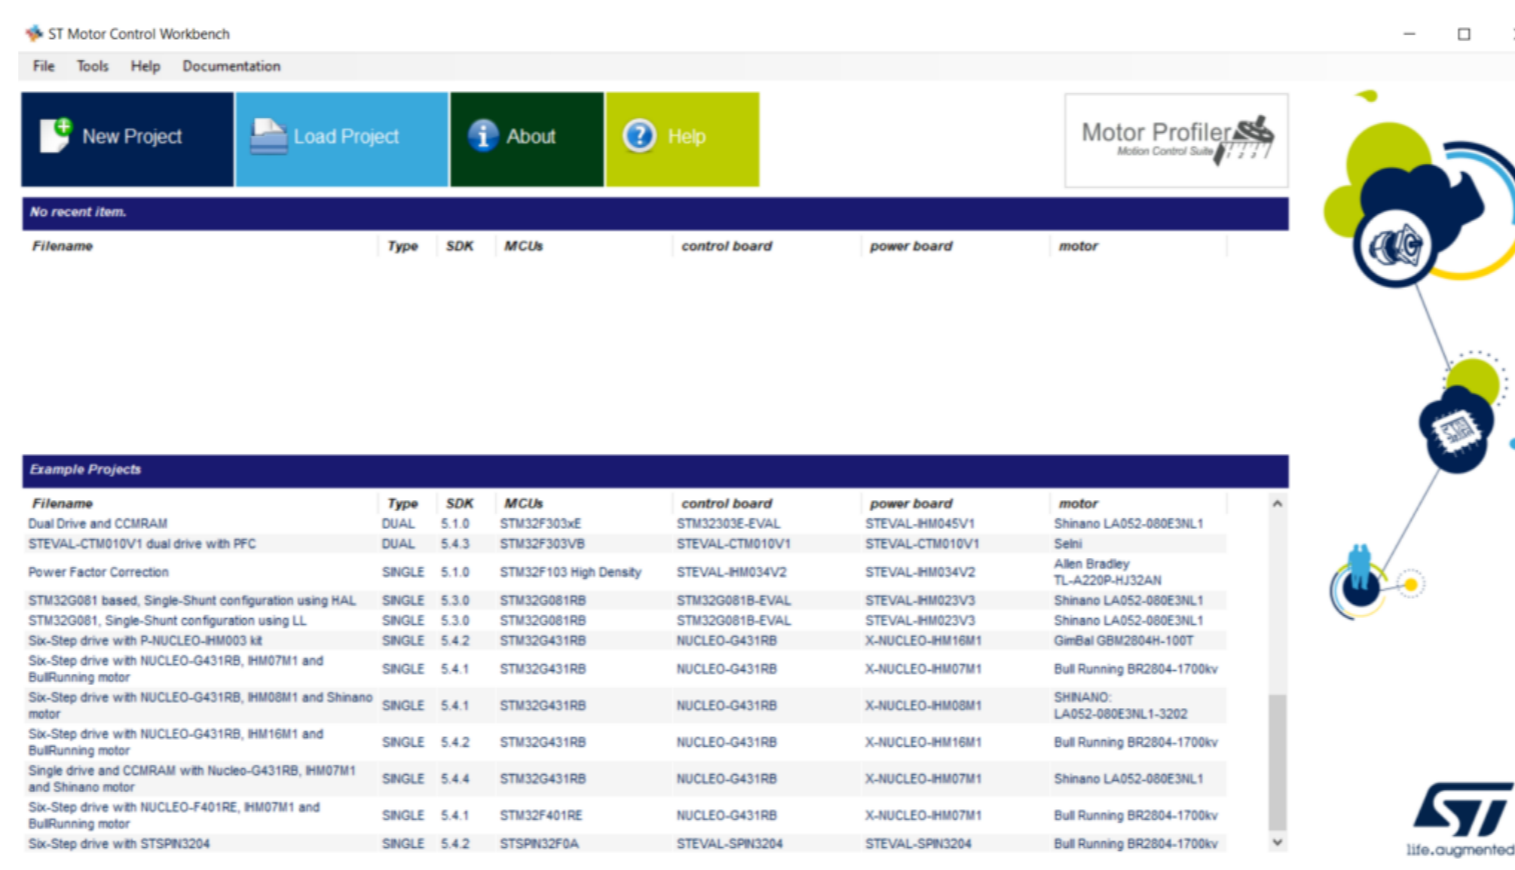 ST Motor Control Workbench
File Tools Help Documentation
New Project Load Project About Help
Motor Profiler
Motion Control Suite
No recent item.
Filename Type SDK MCUs control board power board motor
Example Projects
Filename Type SDK MCUs control board power board motor
Dual Drive and CCMRAM DUAL 5.1.0 STM32F303xE STM32303E-EVAL STEVAL-IHM045V1 Shinano LA052-080E3NL1
STEVAL-CTM010V1 dual drive with PFC DUAL 5.4.3 STM32F303VB STEVAL-CTM010V1 STEVAL-CTM010V1 Selni
Power Factor Correction SINGLE 5.1.0 STM32F103 High Density STEVAL-IHM034V2 STEVAL-IHM034V2 Allen Bradley
TL-A220P-HJ32AN
STM32G081 based, Single-Shunt configuration using HAL SINGLE 5.3.0 STM32G081RB STM32G081B-EVAL STEVAL-IHM023V3 Shinano LA052-080E3NL1
STM32G081, Single-Shunt configuration using LL SINGLE 5.3.0 STM32G081RB STM32G081B-EVAL STEVAL-IHM023V3 Shinano LA052-080E3NL1
Six-Step drive with P-NUCLEO-IHM003 kit SINGLE 5.4.2 STM32G431RB NUCLEO-G431RB X-NUCLEO-IHM16M1 GimBal GBM2804H-100T
Six-Step drive with NUCLEO-G431RB, IHM07M1 and
BullRunning motor SINGLE 5.4.1 STM32G431RB NUCLEO-G431RB X-NUCLEO-IHM07M1 Bull Running BR2804-1700kv
Six-Step drive with NUCLEO-G431RB, IHM08M1 and Shinano
motor SINGLE 5.4.1 STM32G431RB NUCLEO-G431RB X-NUCLEO-IHM08M1 SHINANO:
LA052-080E3NL1-3202
Six-Step drive with NUCLEO-G431RB, IHM16M1 and
BullRunning motor SINGLE 5.4.2 STM32G431RB NUCLEO-G431RB X-NUCLEO-IHM16M1 Bull Running BR2804-1700kv
Single drive and CCMRAM with Nucleo-G431RB, IHM07M1
and Shinano motor SINGLE 5.4.4 STM32G431RB NUCLEO-G431RB X-NUCLEO-IHM07M1 Shinano LA052-080E3NL1
Six-Step drive with NUCLEO-F401RE, IHM07M1 and
BullRunning motor SINGLE 5.4.1 STM32F401RE NUCLEO-G431RB X-NUCLEO-IHM07M1 Bull Running BR2804-1700kv
Six-Step drive with STSPIN3204 SINGLE 5.4.2 STSPIN32F0A STEVAL-SPIN3204 STEVAL-SPIN3204 Bull Running BR2804-1700kv
ST
life.augmented